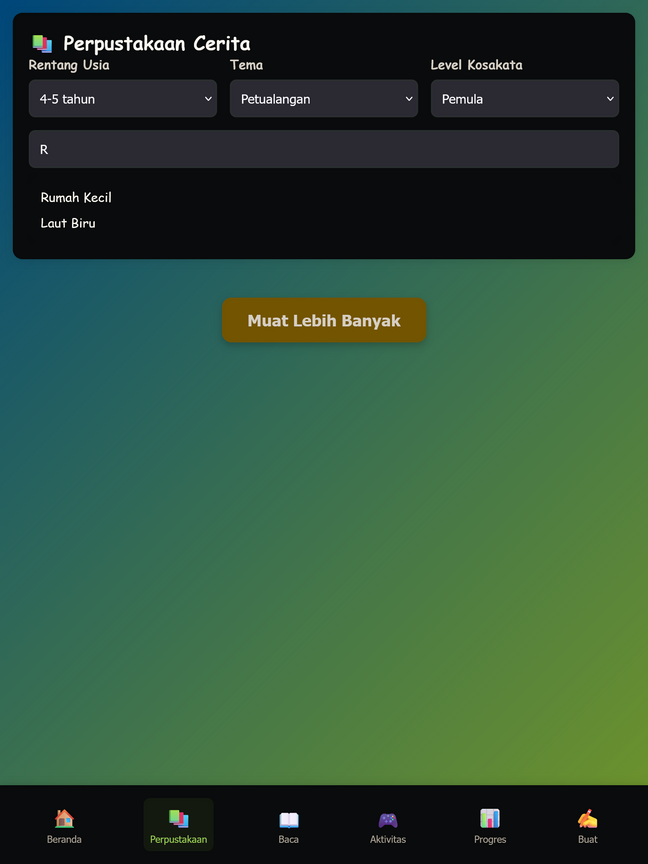 Perpustakaan Cerita
Rentang Usia
Tema
Level Kosakata
4-5 tahun
Petualangan
Pemula
R
Rumah Kecil
Laut Biru
Muat Lebih Banyak
Beranda
Perpustakaan
Baca
Aktivitas
Progres
Buat